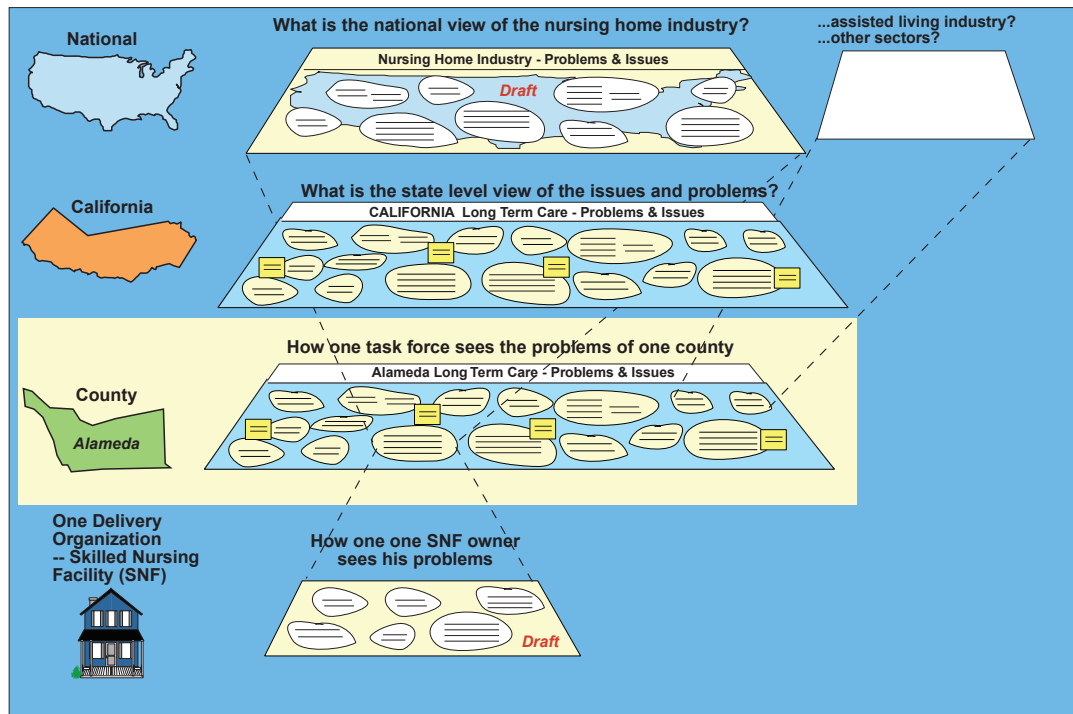 National
What is the national view of the nursing home industry?
...assisted living industry?
...other sectors?
Nursing Home Industry - Problems & Issues
Draft
California
What is the state level view of the issues and problems?
CALIFORNIA Long Term Care - Problems & Issues
County
Alameda
How one task force sees the problems of one county
Alameda Long Term Care - Problems & Issues
One Delivery
Organization
-- Skilled Nursing
Facility (SNF)
How one one SNF owner
sees his problems
Draft